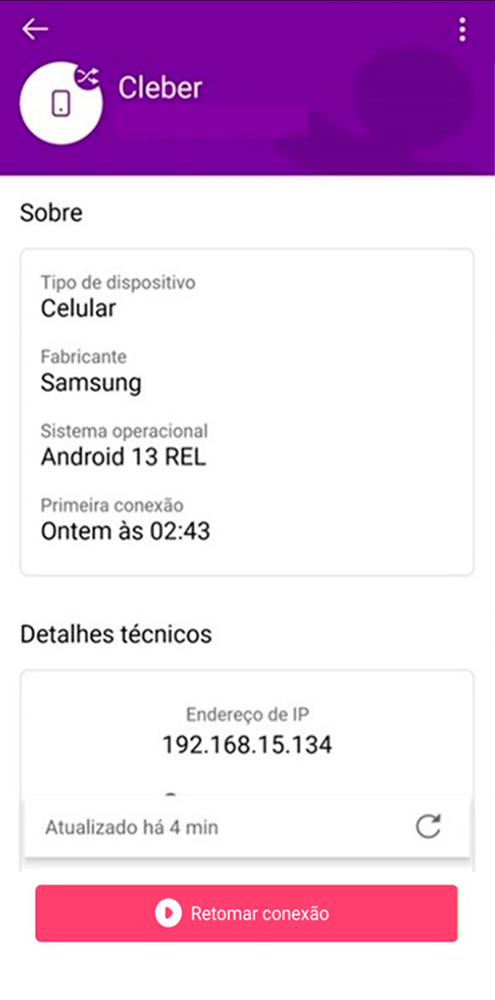 Cleber
Sobre
Tipo de dispositivo
Celular
Fabricante
Samsung
Sistema operacional
Android 13 REL
Primeira conexão
Ontem às 02:43
Detalhes técnicos
Endereço de IP
192.168.15.134
Atualizado há 4 min
Retomar conexão